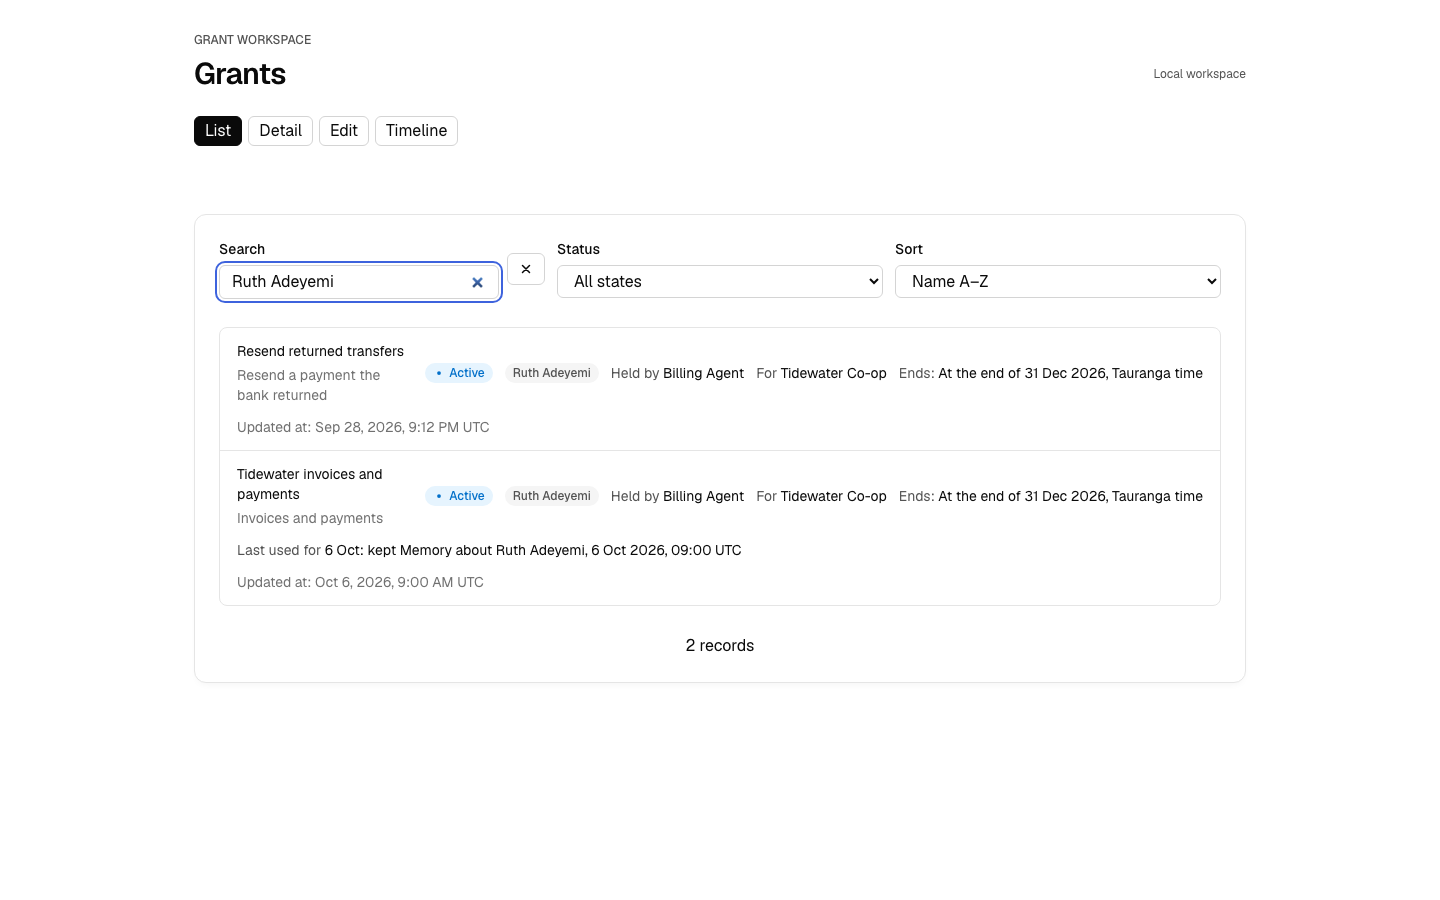 GRANT WORKSPACE
Grants
Local workspace
List
Detail
Edit
Timeline
Search
Status
Sort
Ruth Adeyemi
All states
Name A–Z
Resend returned transfers
Resend a payment the
bank returned
Active
Ruth Adeyemi
Held by Billing Agent
For Tidewater Co-op
Ends: At the end of 31 Dec 2026, Tauranga time
Updated at: Sep 28, 2026, 9:12 PM UTC
Tidewater invoices and
payments
Invoices and payments
Active
Ruth Adeyemi
Held by Billing Agent
For Tidewater Co-op
Ends: At the end of 31 Dec 2026, Tauranga time
Last used for 6 Oct: kept Memory about Ruth Adeyemi, 6 Oct 2026, 09:00 UTC
Updated at: Oct 6, 2026, 9:00 AM UTC
2 records